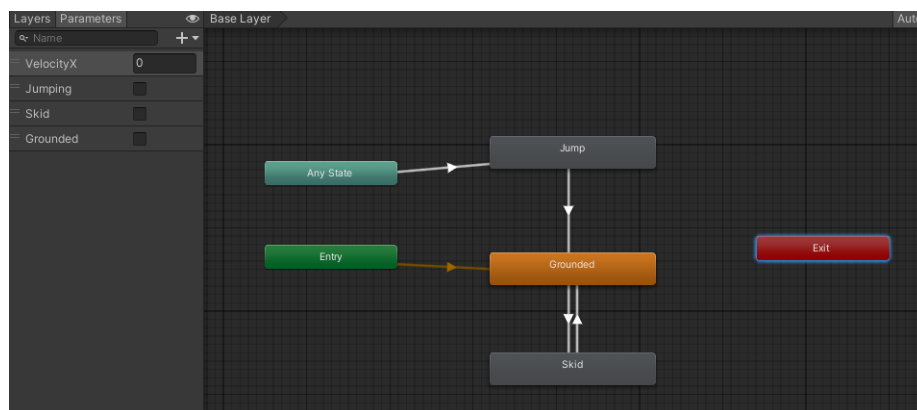 Layers Parameters Base Layer Auto
Name
VelocityX 0
Jumping
Skid
Grounded
Jump
Any State
Entry
Grounded
Exit
Skid